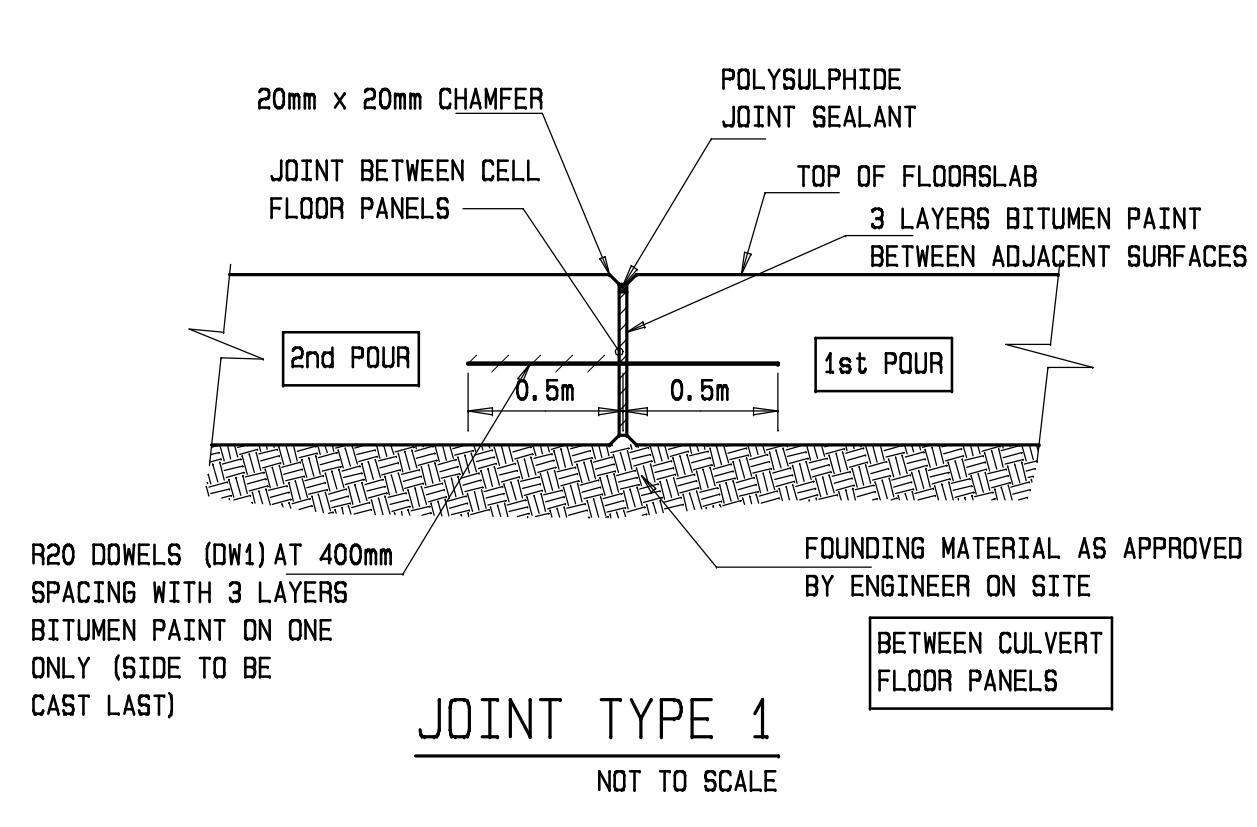 POLYSULPHIDE
JOINT SEALANT
20mm x 20mm CHAMFER
JOINT BETWEEN CELL
FLOOR PANELS
TOP OF FLOORSLAB
3 LAYERS BITUMEN PAINT
BETWEEN ADJACENT SURFACES
2nd POUR
1st POUR
0.5m
0.5m
R20 DOWELS (DW1) AT 400mm
SPACING WITH 3 LAYERS
BITUMEN PAINT ON ONE
ONLY (SIDE TO BE
CAST LAST)
FOUNDING MATERIAL AS APPROVED
BY ENGINEER ON SITE
BETWEEN CULVERT
FLOOR PANELS
JOINT TYPE 1
NOT TO SCALE